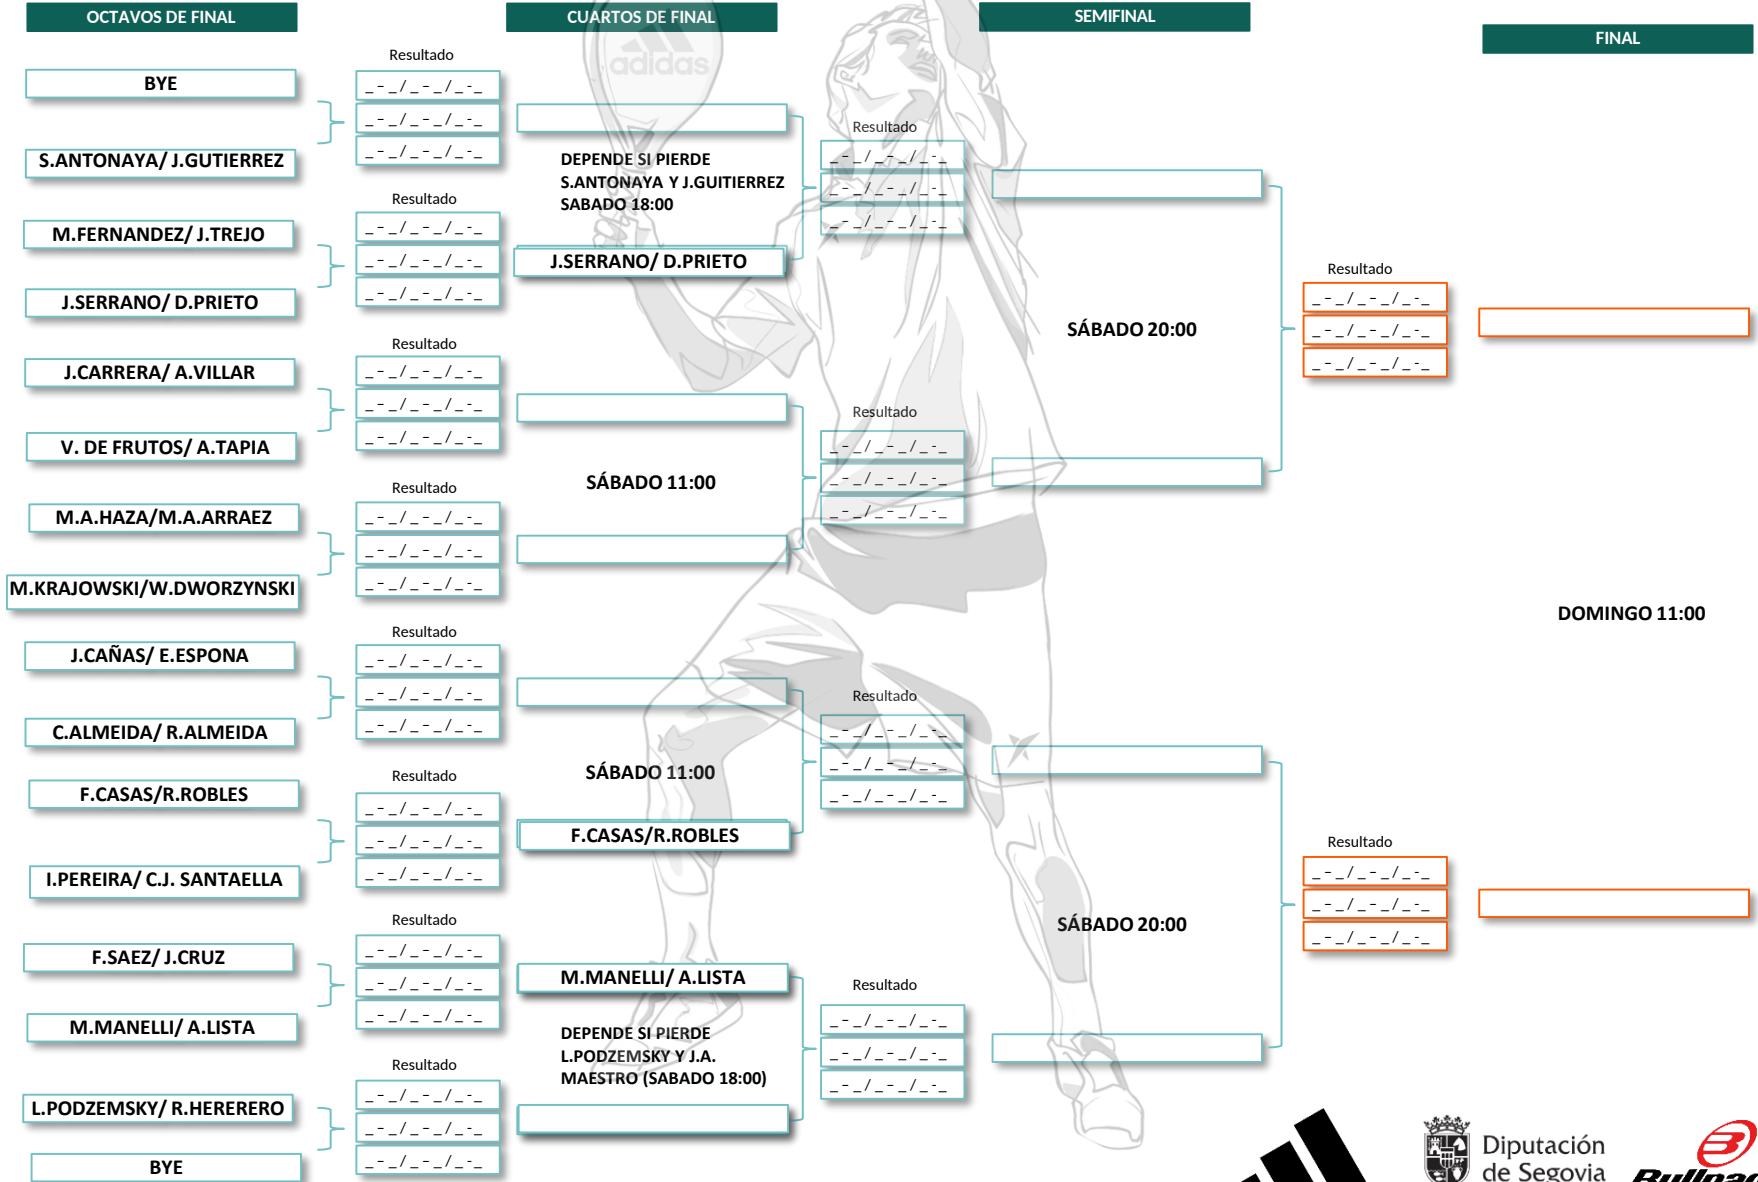 OCTAVOS DE FINAL
CUARTOS DE FINAL
SEMIFINAL
FINAL
adidas
Resultado
BYE
_ - _ / _ - _ / _ - _
_ - _ / _ - _ / _ - _
_ - _ / _ - _ / _ - _
S.ANTONAYA/ J.GUTIERREZ
Resultado
M.FERNANDEZ/ J.TREJO
_ - _ / _ - _ / _ - _
_ - _ / _ - _ / _ - _
_ - _ / _ - _ / _ - _
J.SERRANO/ D.PRIETO
Resultado
J.CARRERA/ A.VILLAR
_ - _ / _ - _ / _ - _
_ - _ / _ - _ / _ - _
_ - _ / _ - _ / _ - _
V. DE FRUTOS/ A.TAPIA
Resultado
M.A.HAZA/M.A.ARRAEZ
_ - _ / _ - _ / _ - _
_ - _ / _ - _ / _ - _
_ - _ / _ - _ / _ - _
M.KRAJOWSKI/W.DWORZYNSKI
Resultado
J.CAÑAS/ E.ESPONA
_ - _ / _ - _ / _ - _
_ - _ / _ - _ / _ - _
_ - _ / _ - _ / _ - _
C.ALMEIDA/ R.ALMEIDA
Resultado
F.CASAS/R.ROBLES
_ - _ / _ - _ / _ - _
_ - _ / _ - _ / _ - _
_ - _ / _ - _ / _ - _
I.PEREIRA/ C.J. SANTAELLA
Resultado
F.SAEZ/ J.CRUZ
_ - _ / _ - _ / _ - _
_ - _ / _ - _ / _ - _
_ - _ / _ - _ / _ - _
M.MANELLI/ A.LISTA
Resultado
L.PODZEMSKY/ R.HERERERO
_ - _ / _ - _ / _ - _
_ - _ / _ - _ / _ - _
_ - _ / _ - _ / _ - _
BYE
DEPENDE SI PIERDE
S.ANTONAYA Y J.GUITIERREZ
SABADO 18:00
J.SERRANO/ D.PRIETO
Resultado
_ - _ / _ - _ / _ - _
_ - _ / _ - _ / _ - _
_ - _ / _ - _ / _ - _
SÁBADO 11:00
Resultado
_ - _ / _ - _ / _ - _
_ - _ / _ - _ / _ - _
_ - _ / _ - _ / _ - _
SÁBADO 11:00
F.CASAS/R.ROBLES
Resultado
_ - _ / _ - _ / _ - _
_ - _ / _ - _ / _ - _
_ - _ / _ - _ / _ - _
M.MANELLI/ A.LISTA
DEPENDE SI PIERDE
L.PODZEMSKY Y J.A.
MAESTRO (SABADO 18:00)
Resultado
_ - _ / _ - _ / _ - _
_ - _ / _ - _ / _ - _
_ - _ / _ - _ / _ - _
SÁBADO 20:00
Resultado
_ - _ / _ - _ / _ - _
_ - _ / _ - _ / _ - _
_ - _ / _ - _ / _ - _
SÁBADO 20:00
Resultado
_ - _ / _ - _ / _ - _
_ - _ / _ - _ / _ - _
_ - _ / _ - _ / _ - _
DOMINGO 11:00
Diputación
de Segovia